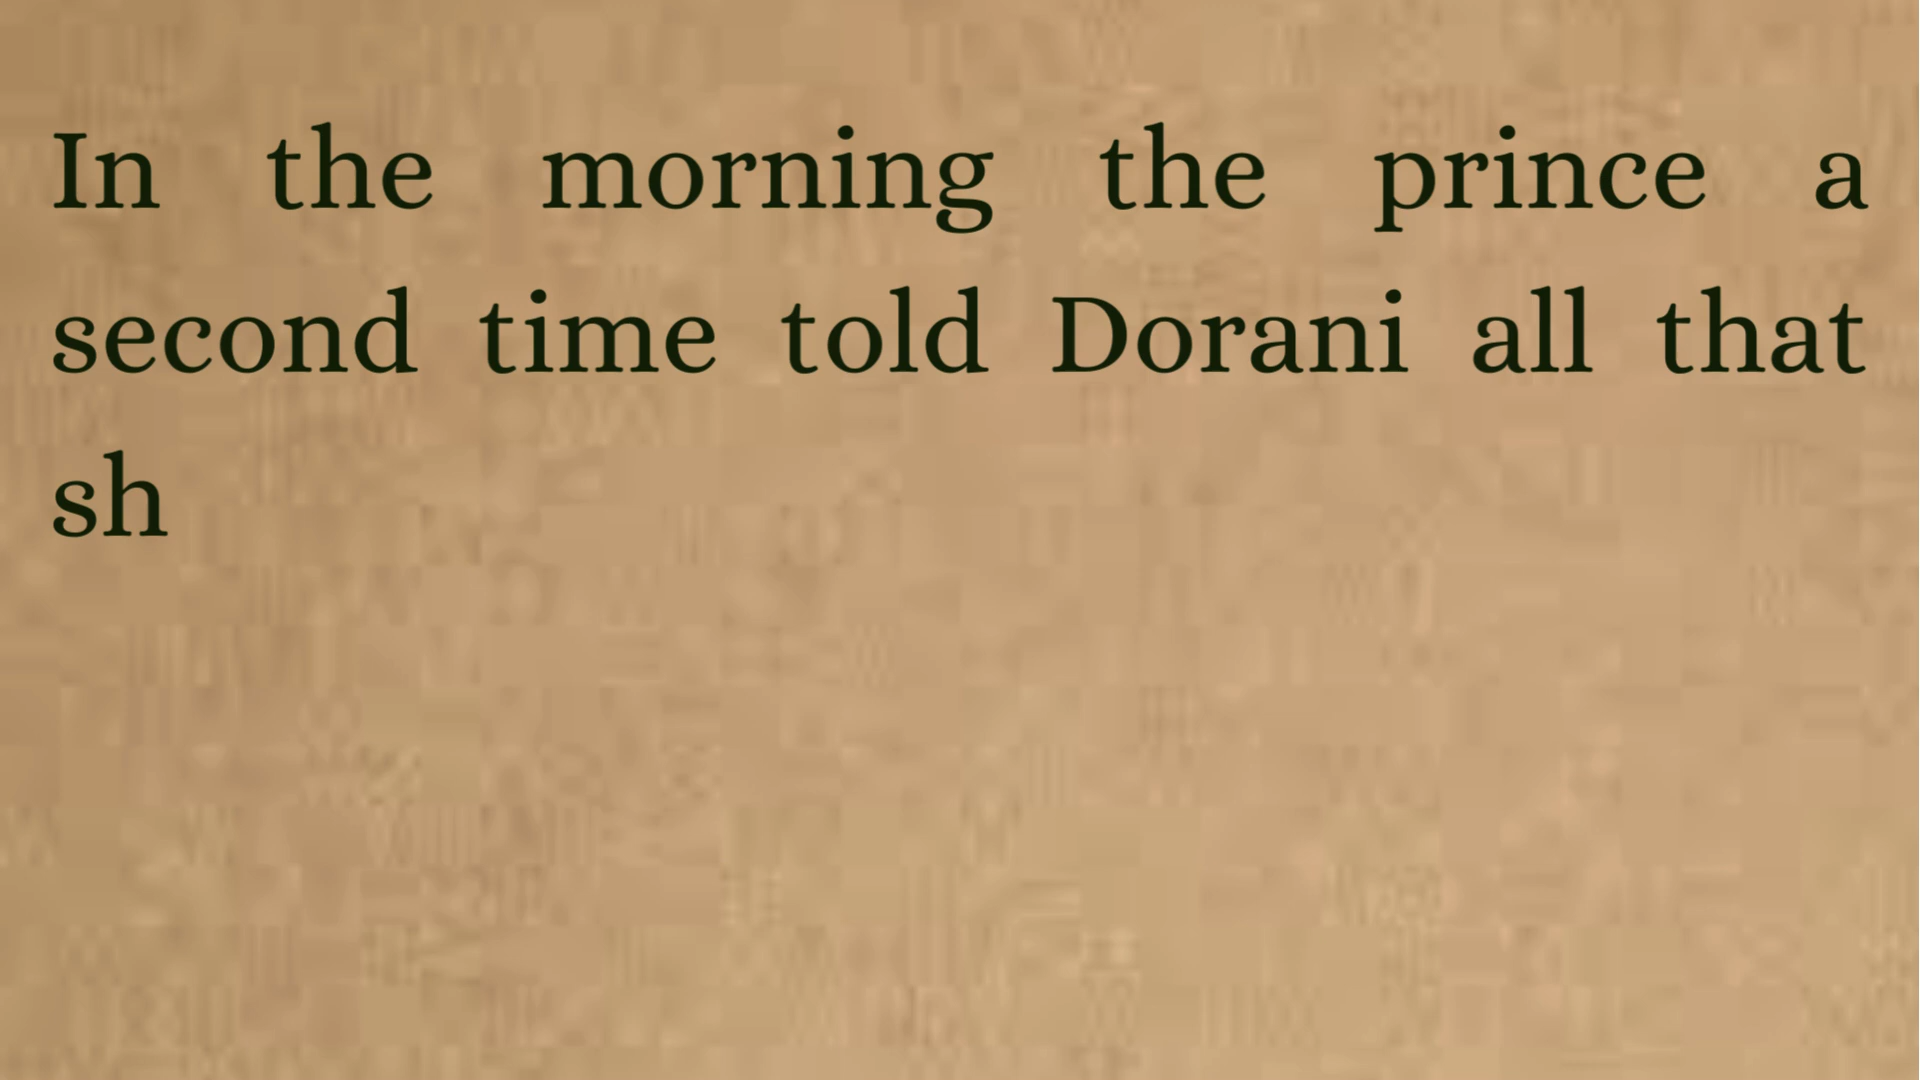 In the morning the prince a
second time told Dorani all that
sh